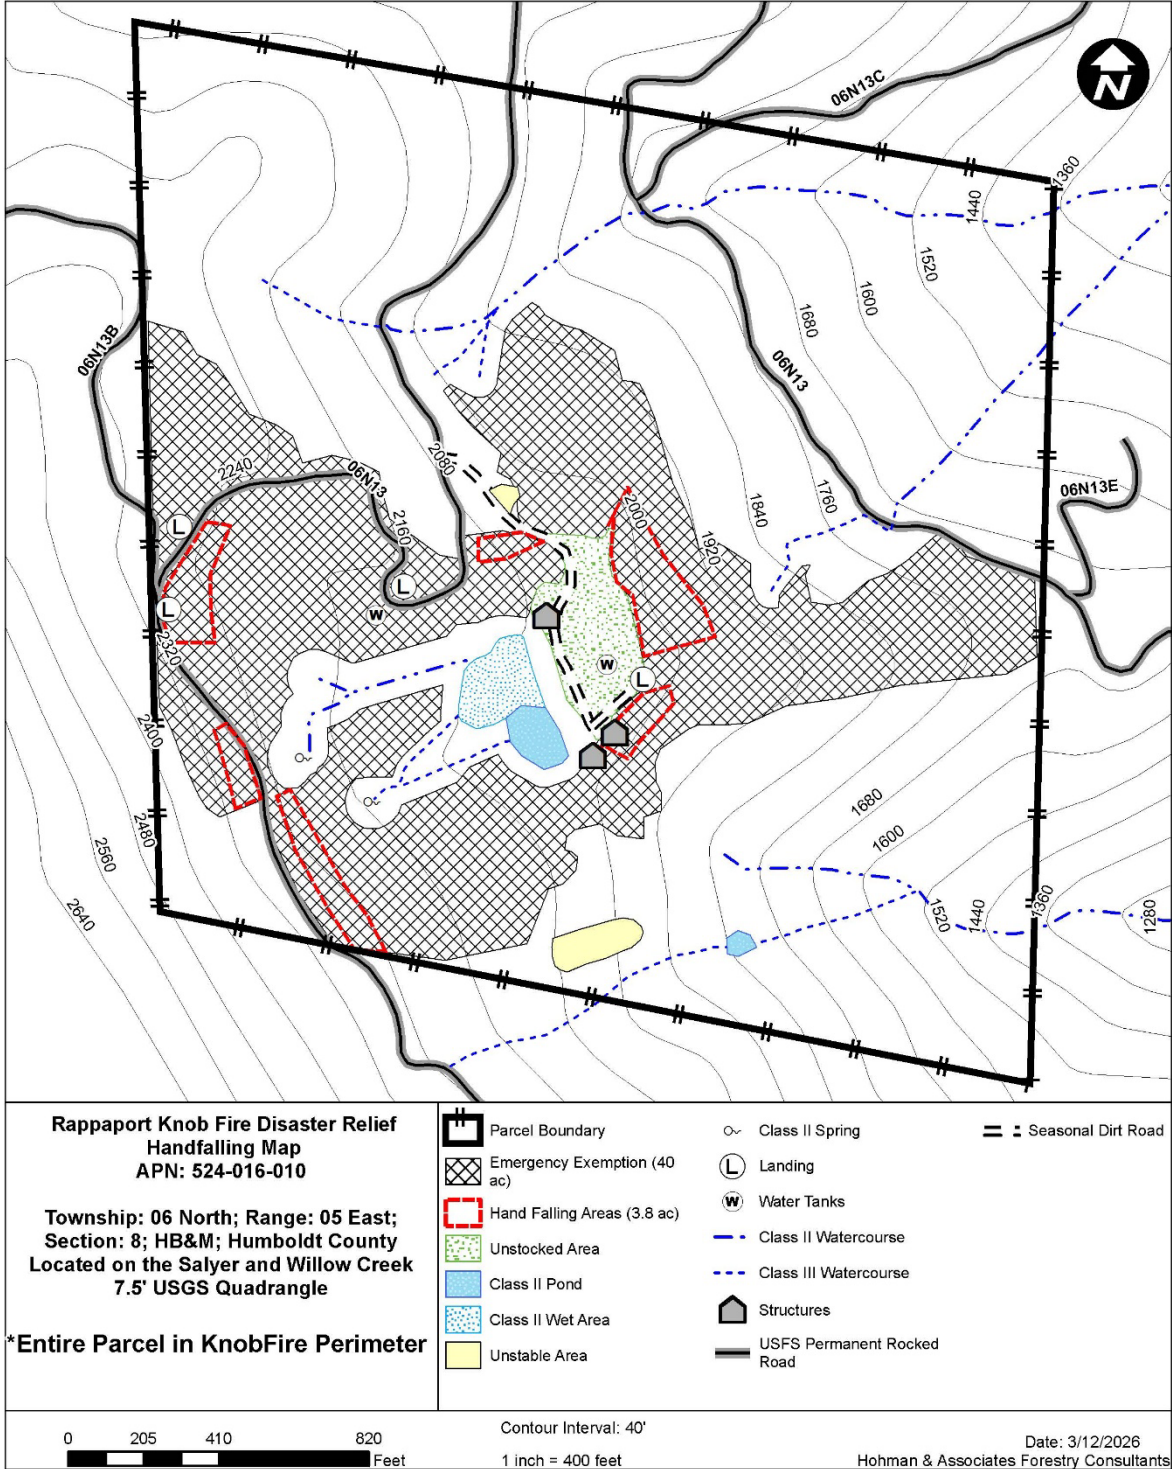 N
06N13C
1360
1440
1520
1600
1680
06N13B
06N13
2240
06N13
2080
L
2160
2000
1920
1840
1760
06N13E
L
L
W
2320
W
L
2400
2480
2560
2640
1680
1600
1520
1440
1360
1280
Rappaport Knob Fire Disaster Relief
Handfalling Map
APN: 524-016-010
Township: 06 North; Range: 05 East;
Section: 8; HB&M; Humboldt County
Located on the Salyer and Willow Creek
7.5' USGS Quadrangle
*Entire Parcel in KnobFire Perimeter
Parcel Boundary
Emergency Exemption (40
ac)
Hand Falling Areas (3.8 ac)
Unstocked Area
Class II Pond
Class II Wet Area
Unstable Area
Class II Spring
L Landing
W Water Tanks
Class II Watercourse
Class III Watercourse
Structures
USFS Permanent Rocked
Road
Seasonal Dirt Road
0 205 410 820
Feet
Contour Interval: 40'
1 inch = 400 feet
Date: 3/12/2026
Hohman & Associates Forestry Consultants